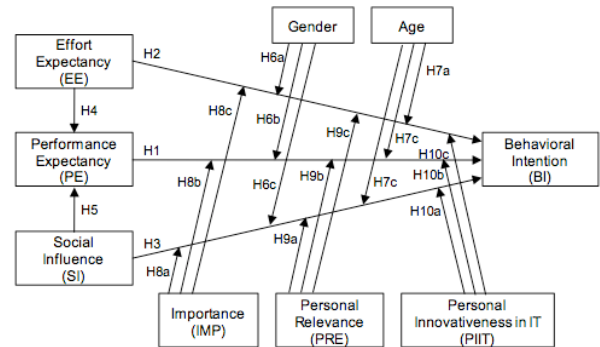 Effort
Expectancy
(EE)
Gender
Age
H2
H6a
H7a
H8c
H4
H6b
H9c
H7c
Performance
Expectancy
(PE)
H1
H10c
Behavioral
Intention
(BI)
H8b
H9b
H10b
H6c
H7c
H5
H10a
Social
Influence
(SI)
H3
H9a
H8a
Importance
(IMP)
Personal
Relevance
(PRE)
Personal
Innovativeness in IT
(PIIT)